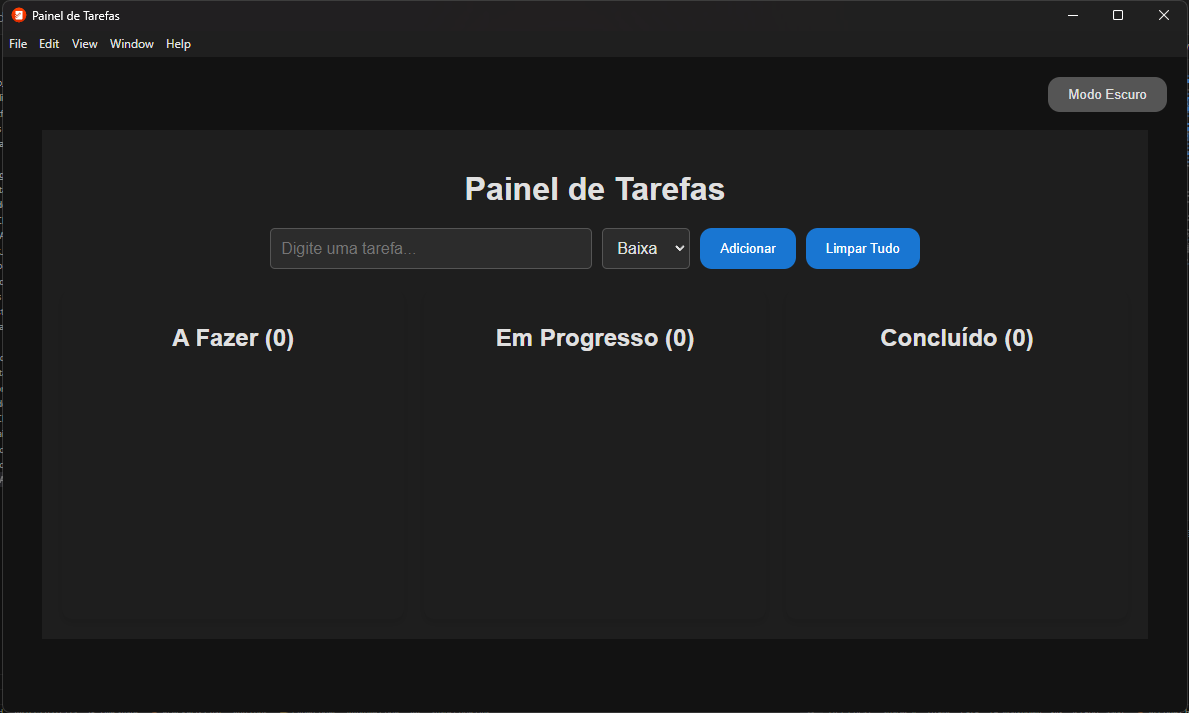 Painel de Tarefas
File Edit View Window Help
Modo Escuro
Painel de Tarefas
Digite uma tarefa... Baixa Adicionar Limpar Tudo
A Fazer (0) Em Progresso (0) Concluído (0)